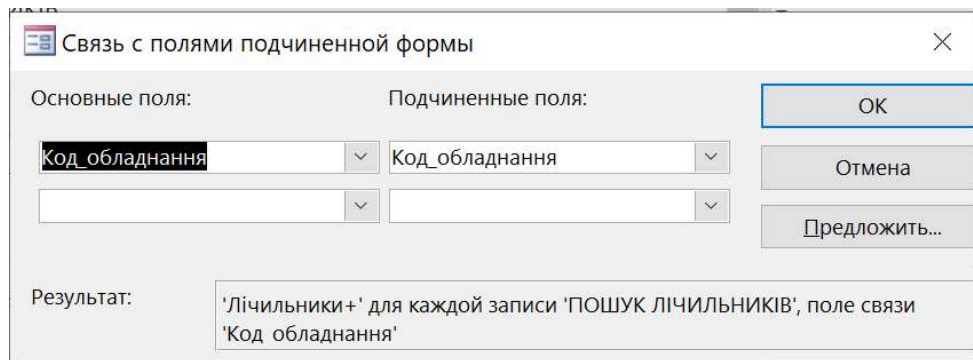 Связь с полями подчиненной формы
Основные поля:
Подчиненные поля:
ОК
Код_обладнання
Код_обладнання
Отмена
Предложить...
Результат:
'Лічильники+' для каждой записи 'ПОШУК ЛІЧИЛЬНИКІВ', поле связи
'Код_обладнання'